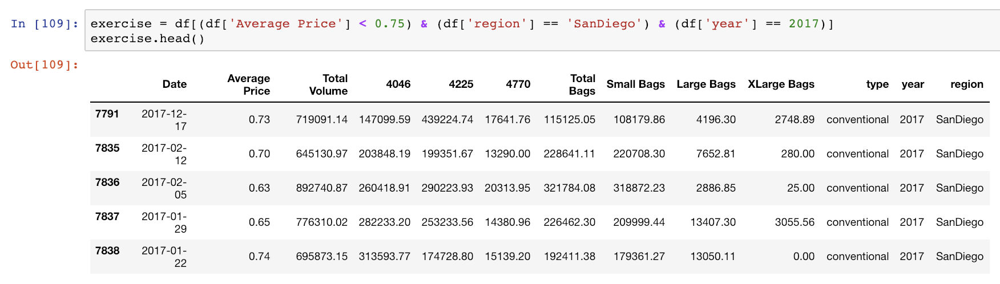 In [109]: exercise = df[(df['Average Price'] < 0.75) & (df['region'] == 'SanDiego') & (df['year'] == 2017)]
exercise.head()
Out[109]:
Date Average Price Total Volume 4046 4225 4770 Total Bags Small Bags Large Bags XLarge Bags type year region
7791 2017-12-17 0.73 719091.14 147099.59 439224.74 17641.76 115125.05 108179.86 4196.30 2748.89 conventional 2017 SanDiego
7835 2017-02-12 0.70 645130.97 203848.19 199351.67 13290.00 228641.11 220708.30 7652.81 280.00 conventional 2017 SanDiego
7836 2017-02-05 0.63 892740.87 260418.91 290223.93 20313.95 321784.08 318872.23 2886.85 25.00 conventional 2017 SanDiego
7837 2017-01-29 0.65 776310.02 282233.20 253233.56 14380.96 226462.30 209999.44 13407.30 3055.56 conventional 2017 SanDiego
7838 2017-01-22 0.74 695873.15 313593.77 174728.80 15139.20 192411.38 179361.27 13050.11 0.00 conventional 2017 SanDiego